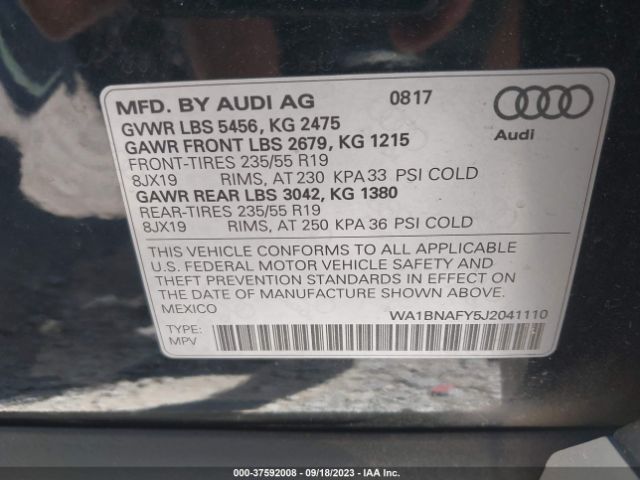 MFD. BY AUDI AG 0817
GVWR LBS 5456, KG 2475
GAWR FRONT LBS 2679, KG 1215
FRONT-TIRES 235/55 R19
8JX19 RIMS, AT 230 KPA 33 PSI COLD
GAWR REAR LBS 3042, KG 1380
REAR-TIRES 235/55 R19
8JX19 RIMS, AT 250 KPA 36 PSI COLD
Audi
THIS VEHICLE CONFORMS TO ALL APPLICABLE
U.S. FEDERAL MOTOR VEHICLE SAFETY AND
THEFT PREVENTION STANDARDS IN EFFECT ON
THE DATE OF MANUFACTURE SHOWN ABOVE.
MEXICO WA1BNAFY5J2041110
TYPE:
MPV
000-37592008 - 09/18/2023 - IAA Inc.